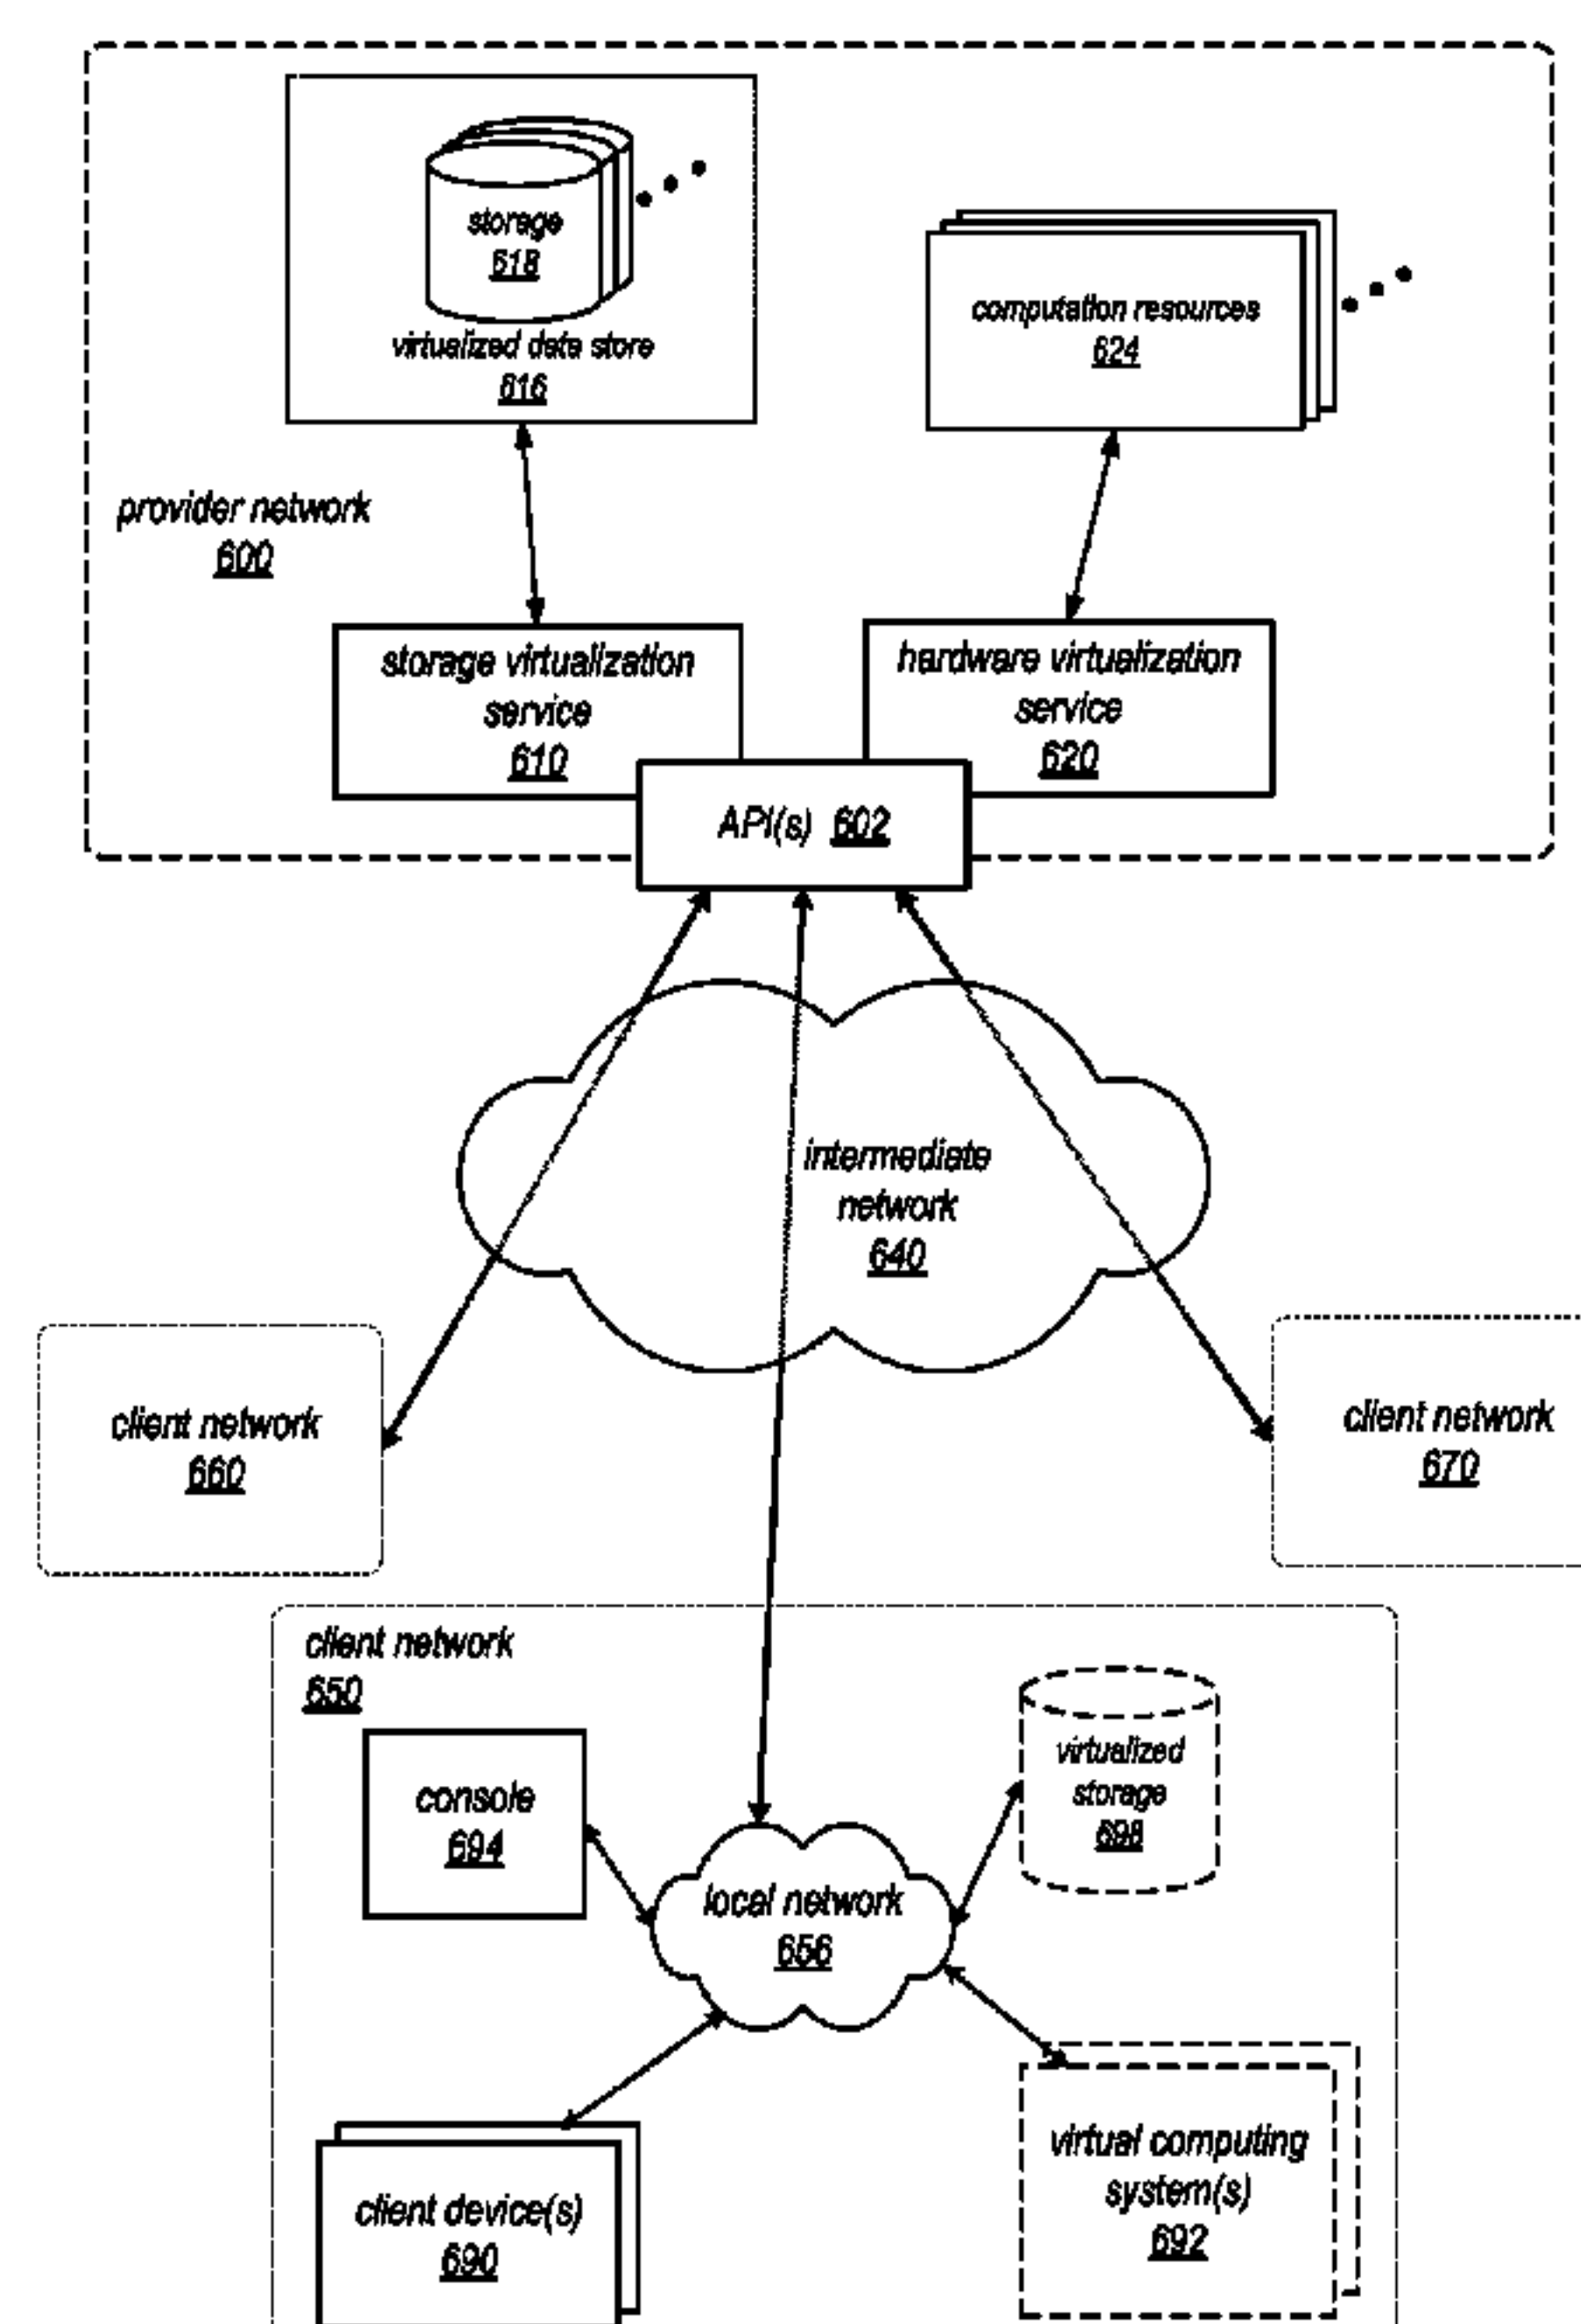 storage
618
virtualized data store
616
computation resources
624
provider network
600
storage virtualization
service
610
hardware virtualization
service
620
API(s) 602
intermediate
network
640
client network
660
client network
670
client network
650
console
694
virtualized
storage
698
local network
656
client device(s)
690
virtual computing
system(s)
692